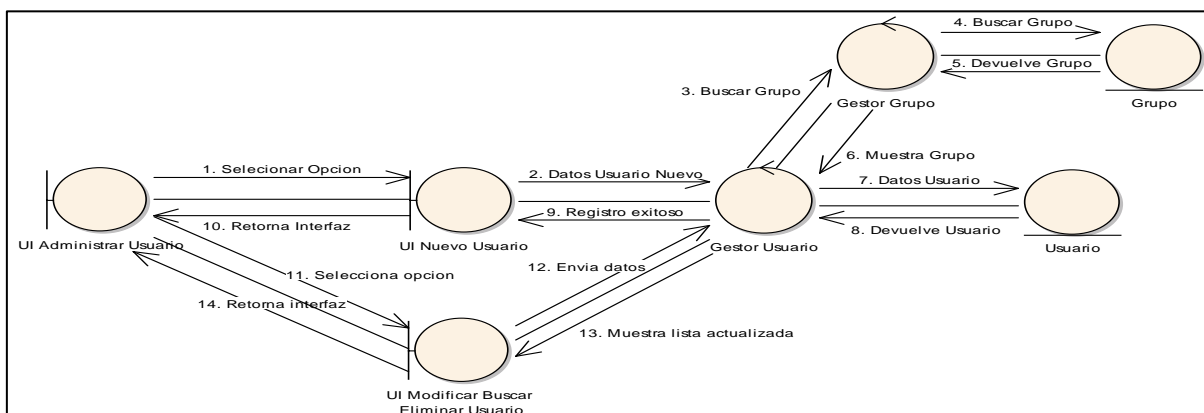 4. Buscar Grupo
5. Devuelve Grupo
3. Buscar Grupo
Gestor Grupo
Grupo
6. Muestra Grupo
1. Selecionar Opcion
2. Datos Usuario Nuevo
7. Datos Usuario
10. Retorna Interfaz
9. Registro exitoso
8. Devuelve Usuario
UI Administrar Usuario
UI Nuevo Usuario
Gestor Usuario
Usuario
11. Selecciona opcion
12. Envia datos
14. Retorna interfaz
13. Muestra lista actualizada
UI Modificar Buscar
Eliminar Usuario